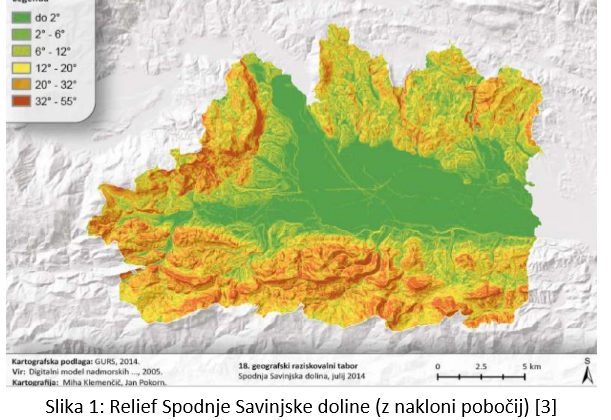 do 2°
2° - 6°
6° - 12°
12° - 20°
20° - 32°
32° - 55°
Kartografska podlaga: GURS, 2014.
Vir: Digitalni model nadmorskih ..., 2005.
Kartografija: Miha Klemenčič, Jan Pokorn.
18. geografski raziskovalni tabor
Spodnja Savinjska dolina, julij 2014
0 2.5 5 km
S
Slika 1: Relief Spodnje Savinjske doline (z nakloni pobočij) [3]